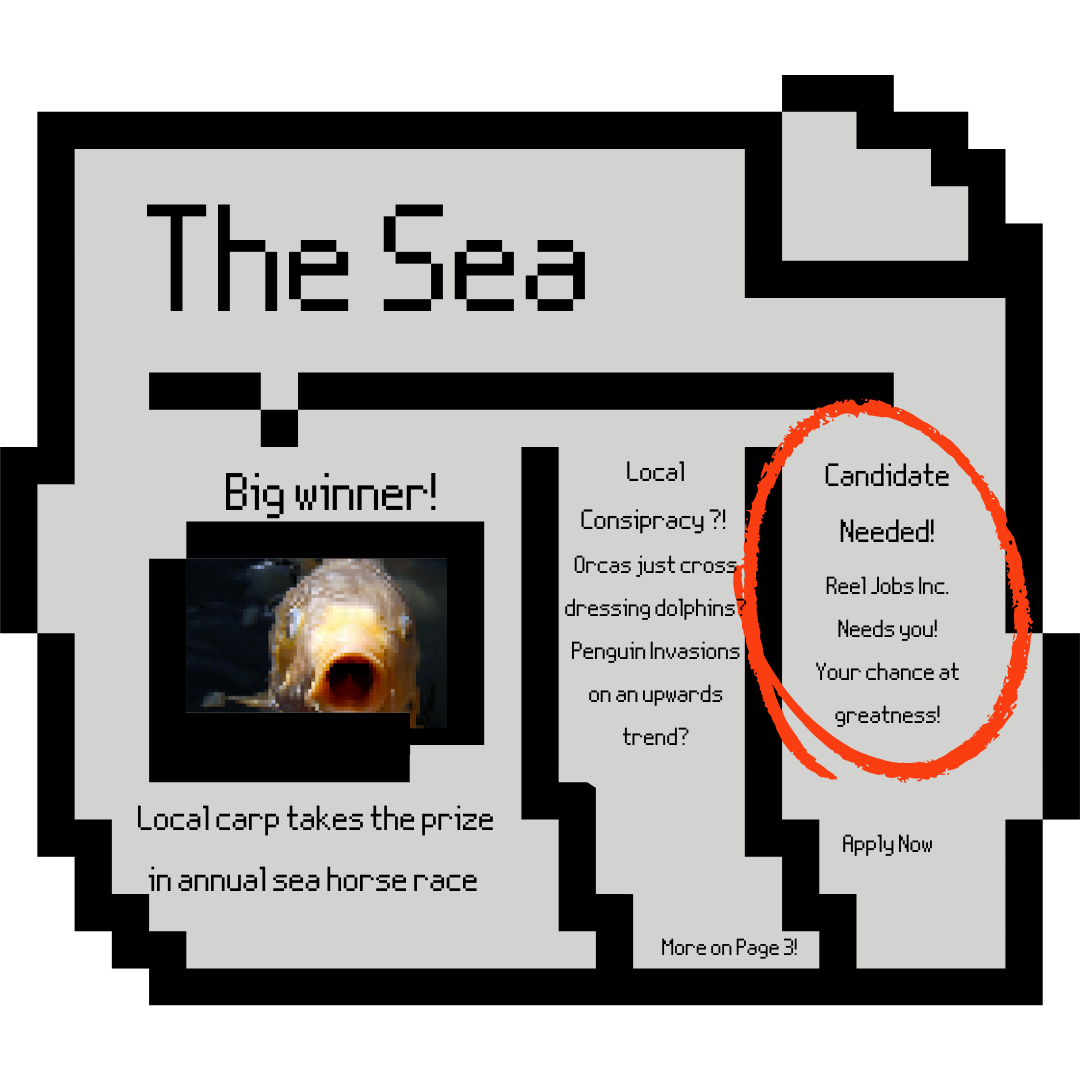 The Sea
Big winner!
Local carp takes the prize
in annual sea horse race
Local
Consipracy ?!
Orcas just cross
dressing dolphins?
Penguin Invasions
on an upwards
trend?
More on Page 3!
Candidate
Needed!
Reel Jobs Inc.
Needs you!
Your chance at
greatness!
Apply Now